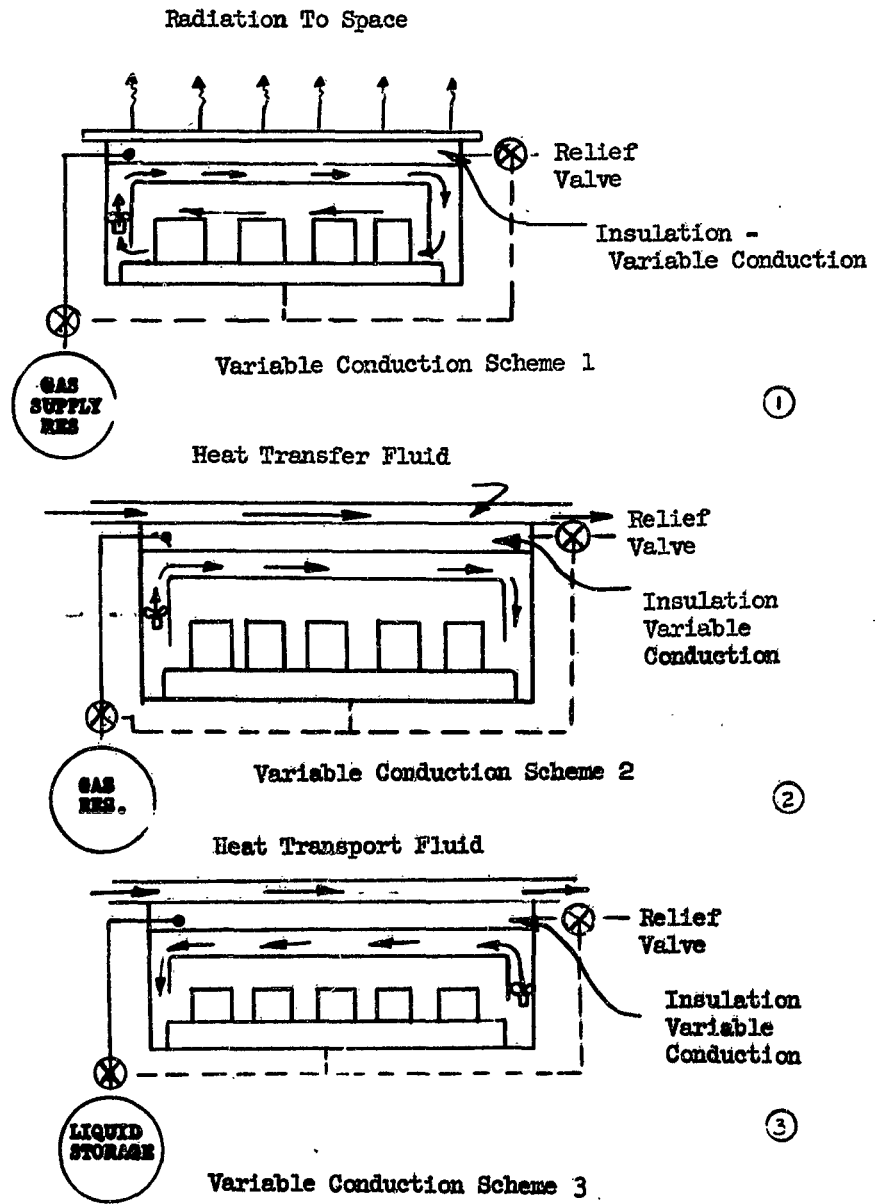 Radiation To Space
Relief
Valve
Insulation -
Variable Conduction
GAS
SUPPLY
RES
Variable Conduction Scheme 1
1
Heat Transfer Fluid
Relief
Valve
Insulation
Variable
Conduction
GAS
RES.
Variable Conduction Scheme 2
2
Heat Transport Fluid
Relief
Valve
Insulation
Variable
Conduction
LIQUID
STORAGE
3
Variable Conduction Scheme 3